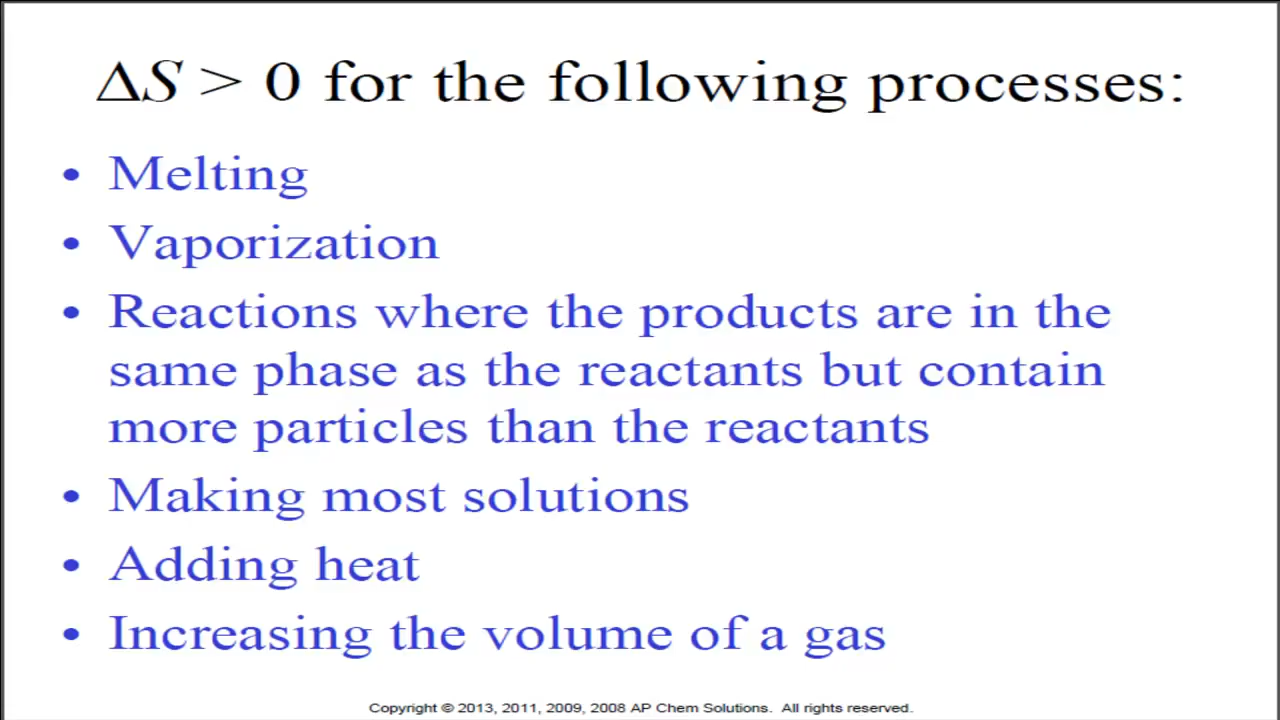 ΔS > 0 for the following processes:
• Melting
• Vaporization
• Reactions where the products are in the
same phase as the reactants but contain
more particles than the reactants
• Making most solutions
• Adding heat
• Increasing the volume of a gas
Copyright © 2013, 2011, 2009, 2008 AP Chem Solutions. All rights reserved.